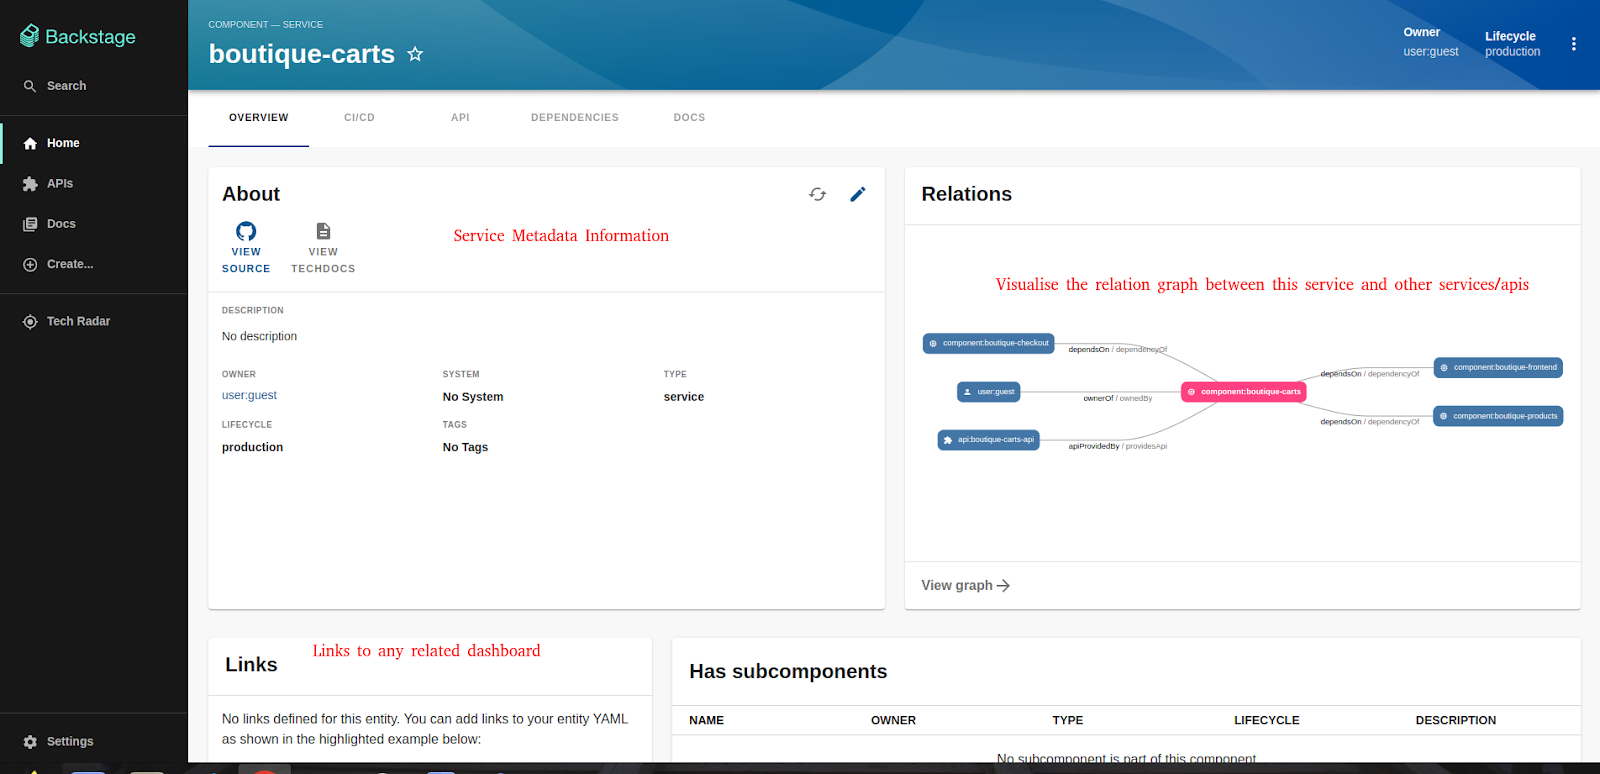 Backstage
Search
Home
APIs
Docs
Create...
Tech Radar
Settings
COMPONENT — SERVICE
boutique-carts
Owner
user:guest
Lifecycle
production
OVERVIEW
CI/CD
API
DEPENDENCIES
DOCS
About
VIEW
SOURCE
VIEW
TECHDOCS
Service Metadata Information
DESCRIPTION
No description
OWNER
user:guest
SYSTEM
No System
TYPE
service
LIFECYCLE
production
TAGS
No Tags
Relations
Visualise the relation graph between this service and other services/apis
component:boutique-checkout
dependsOn / dependencyOf
user:guest
ownerOf / ownedBy
api:boutique-carts-api
apiProvidedBy / providesApi
component:boutique-carts
dependsOn / dependencyOf
component:boutique-frontend
dependsOn / dependencyOf
component:boutique-products
View graph
Links
Links to any related dashboard
No links defined for this entity. You can add links to your entity YAML
as shown in the highlighted example below:
Has subcomponents
NAME
OWNER
TYPE
LIFECYCLE
DESCRIPTION
No subcomponent is part of this component